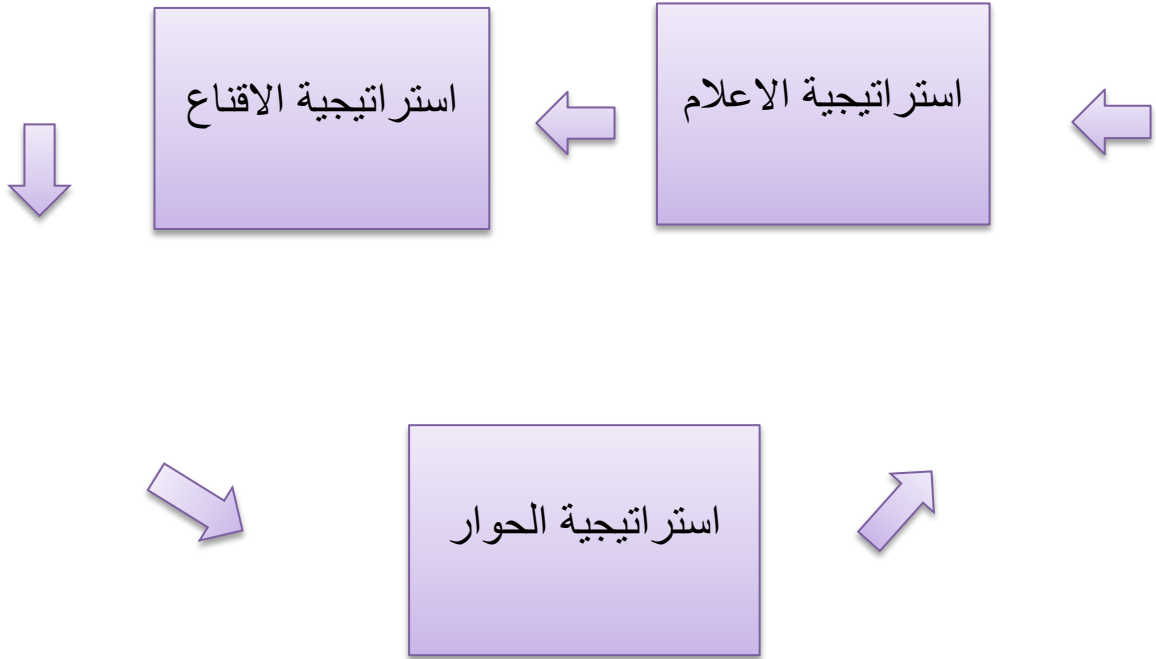 استراتيجية الاعلام
استراتيجية الاقناع
استراتيجية الحوار